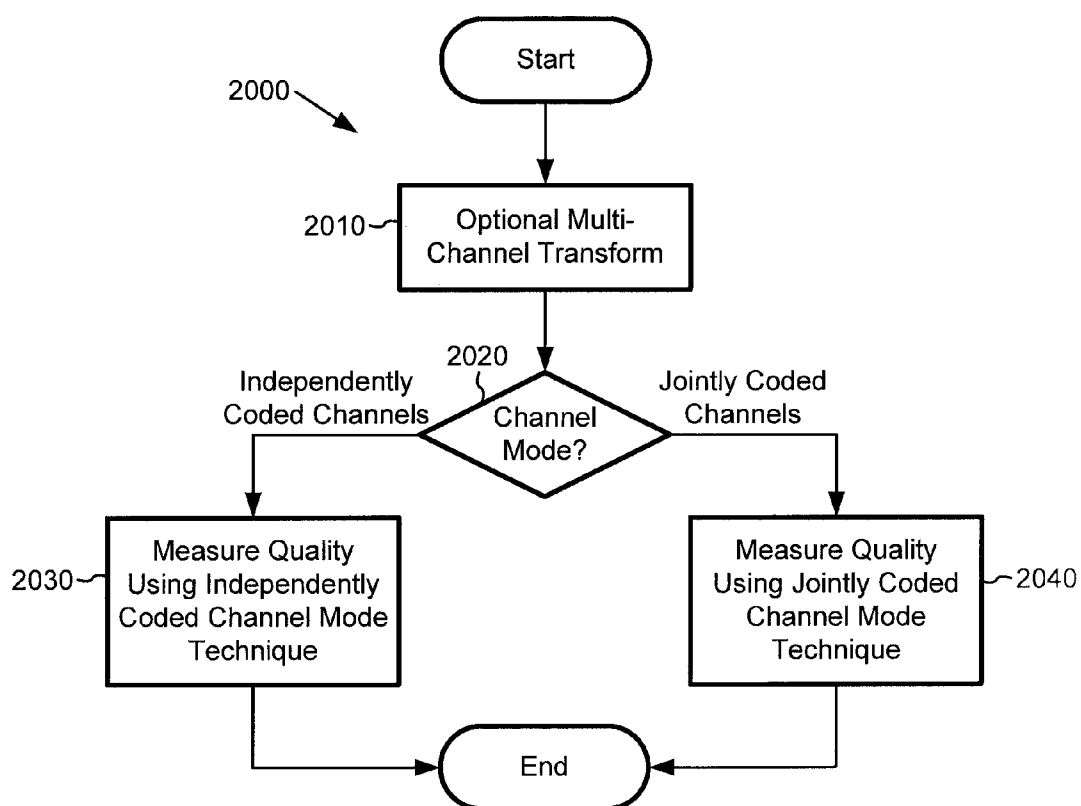 Start
2000
2010
Optional Multi-
Channel Transform
2020
Independently
Coded Channels
Channel
Mode?
Jointly Coded
Channels
2030
Measure Quality
Using Independently
Coded Channel Mode
Technique
Measure Quality
Using Jointly Coded
Channel Mode
Technique
2040
End